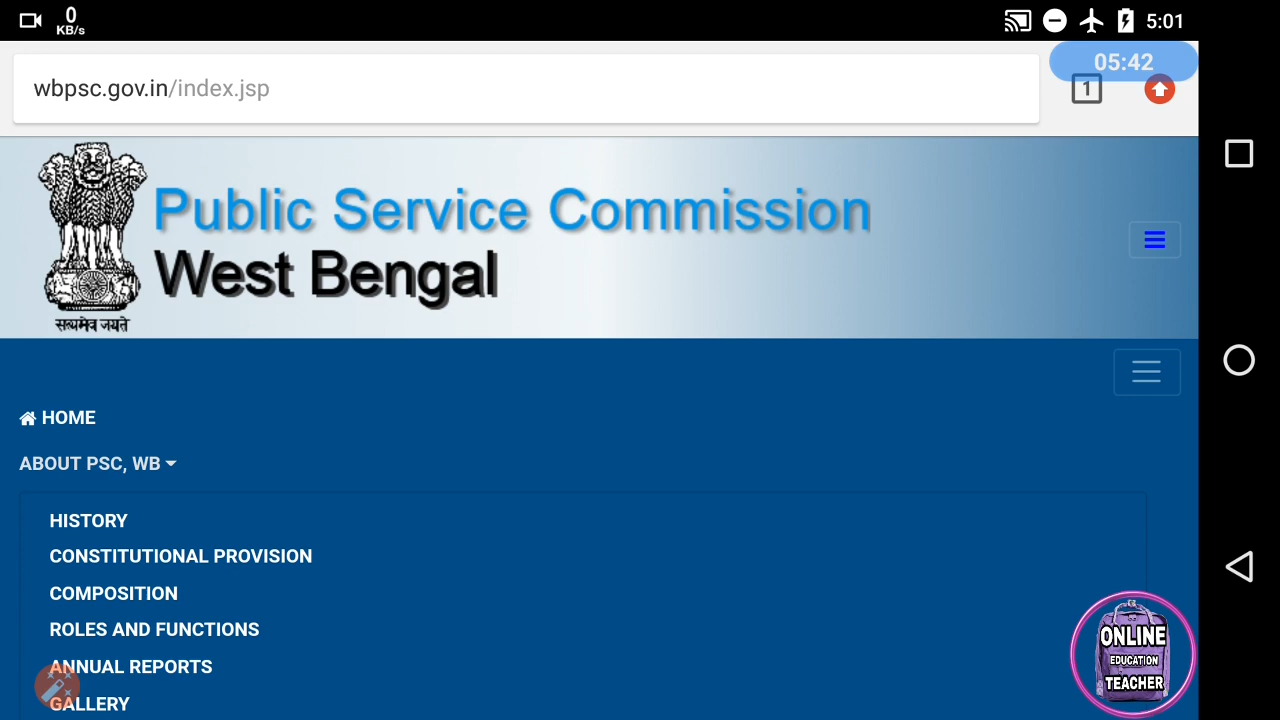 0
KB/s
5:01
05:42
wbpsc.gov.in/index.jsp
1
Public Service Commission
West Bengal
सत्यमेव जयते
HOME
ABOUT PSC, WB
HISTORY
CONSTITUTIONAL PROVISION
COMPOSITION
ROLES AND FUNCTIONS
ANNUAL REPORTS
GALLERY
ONLINE
EDUCATION
TEACHER